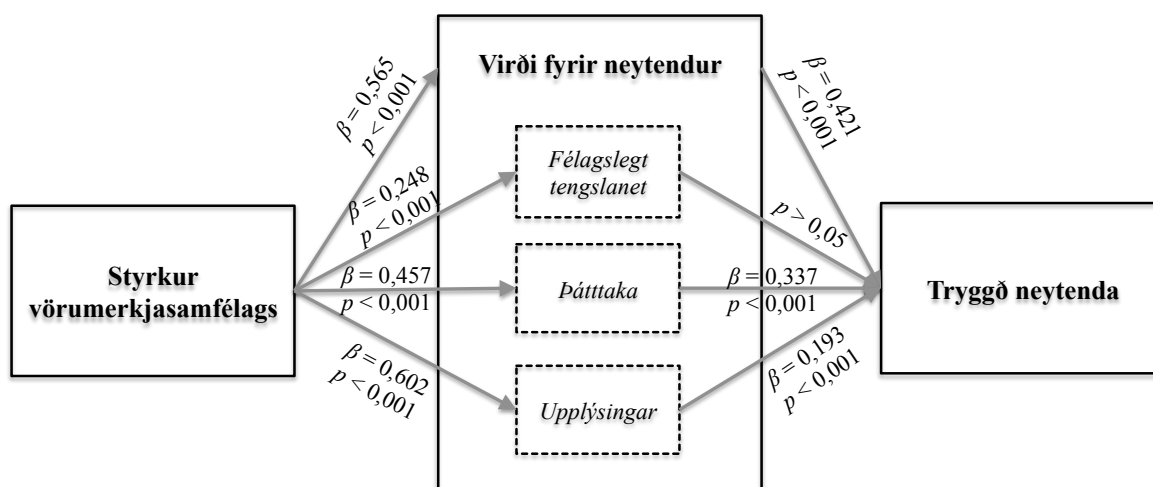 Virði fyrir neytendur
β = 0,565
p < 0,001
β = 0,421
p < 0,001
Félagslegt
tengslanet
β = 0,248
p < 0,001
p > 0,05
Styrkur
vörumerkjasamfélags
β = 0,457
p < 0,001
Þátttaka
β = 0,337
p < 0,001
Tryggð neytenda
β = 0,602
p < 0,001
Upplýsingar
β = 0,193
p < 0,001